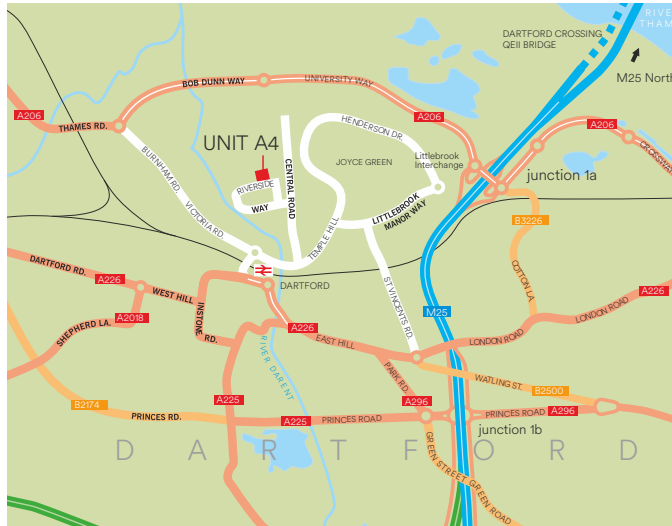 RIVE
THAM
DARTFORD CROSSING
QEII BRIDGE
M25 North
BOB DUNN WAY
UNIVERSITY WAY
A206
A206
THAMES RD.
A206
CROSSWA
HENDERSON DR.
UNIT A4
JOYCE GREEN
Littlebrook
Interchange
junction 1a
BURNHAM RD.
CENTRAL ROAD
RIVERSIDE
WAY
VICTORIA RD.
LITTLEBROOK
MANOR WAY
TEMPLE HILL
B3226
COTTON LA.
DARTFORD RD.
A226
WEST HILL
DARTFORD
ST VINCENTS RD.
M25
A226
LONDON ROAD
A2018
SHEPHERD LA.
INSTONE RD.
A226
EAST HILL
LONDON ROAD
RIVER DARENT
PARK RD.
WATLING ST.
B2500
B2174
A225
A296
PRINCES RD.
A225
PRINCES ROAD
PRINCES ROAD
A296
junction 1b
GREEN STREET GREEN ROAD
DARTFORD